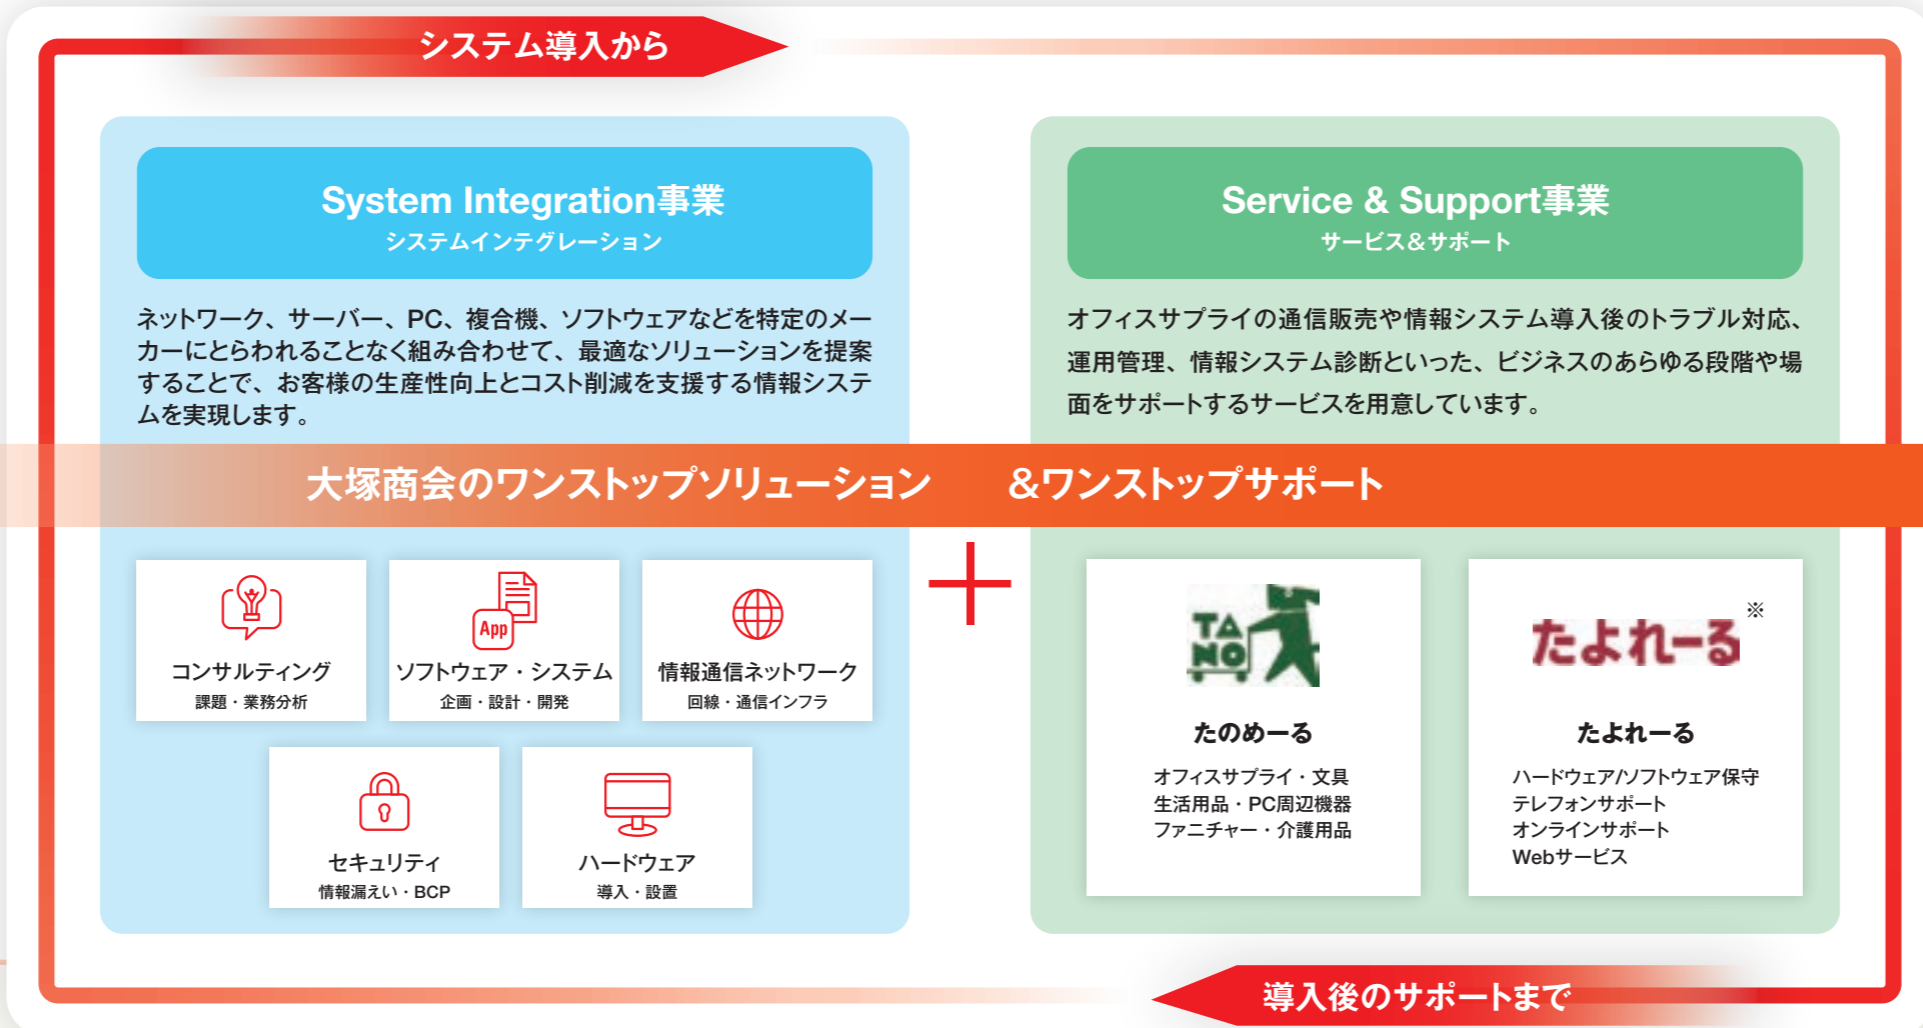 システム導入から
System Integration事業
システムインテグレーション
ネットワーク、サーバー、PC、複合機、ソフトウェアなどを特定のメー
カーにとらわれることなく組み合わせて、最適なソリューションを提案
することで、お客様の生産性向上とコスト削減を支援する情報システ
ムを実現します。
Service & Support事業
サービス&サポート
オフィスサプライの通信販売や情報システム導入後のトラブル対応、
運用管理、情報システム診断といった、ビジネスのあらゆる段階や場
面をサポートするサービスを用意しています。
大塚商会のワンストップソリューション &ワンストップサポート
コンサルティング
課題・業務分析
App
ソフトウェア・システム
企画・設計・開発
情報通信ネットワーク
回線・通信インフラ
セキュリティ
情報漏えい・BCP
ハードウェア
導入・設置
TA
NO
たのめーる
オフィスサプライ・文具
生活用品・PC周辺機器
ファニチャー・介護用品
たよれーる※
たよれーる
ハードウェア/ソフトウェア保守
テレフォンサポート
オンラインサポート
Webサービス
導入後のサポートまで